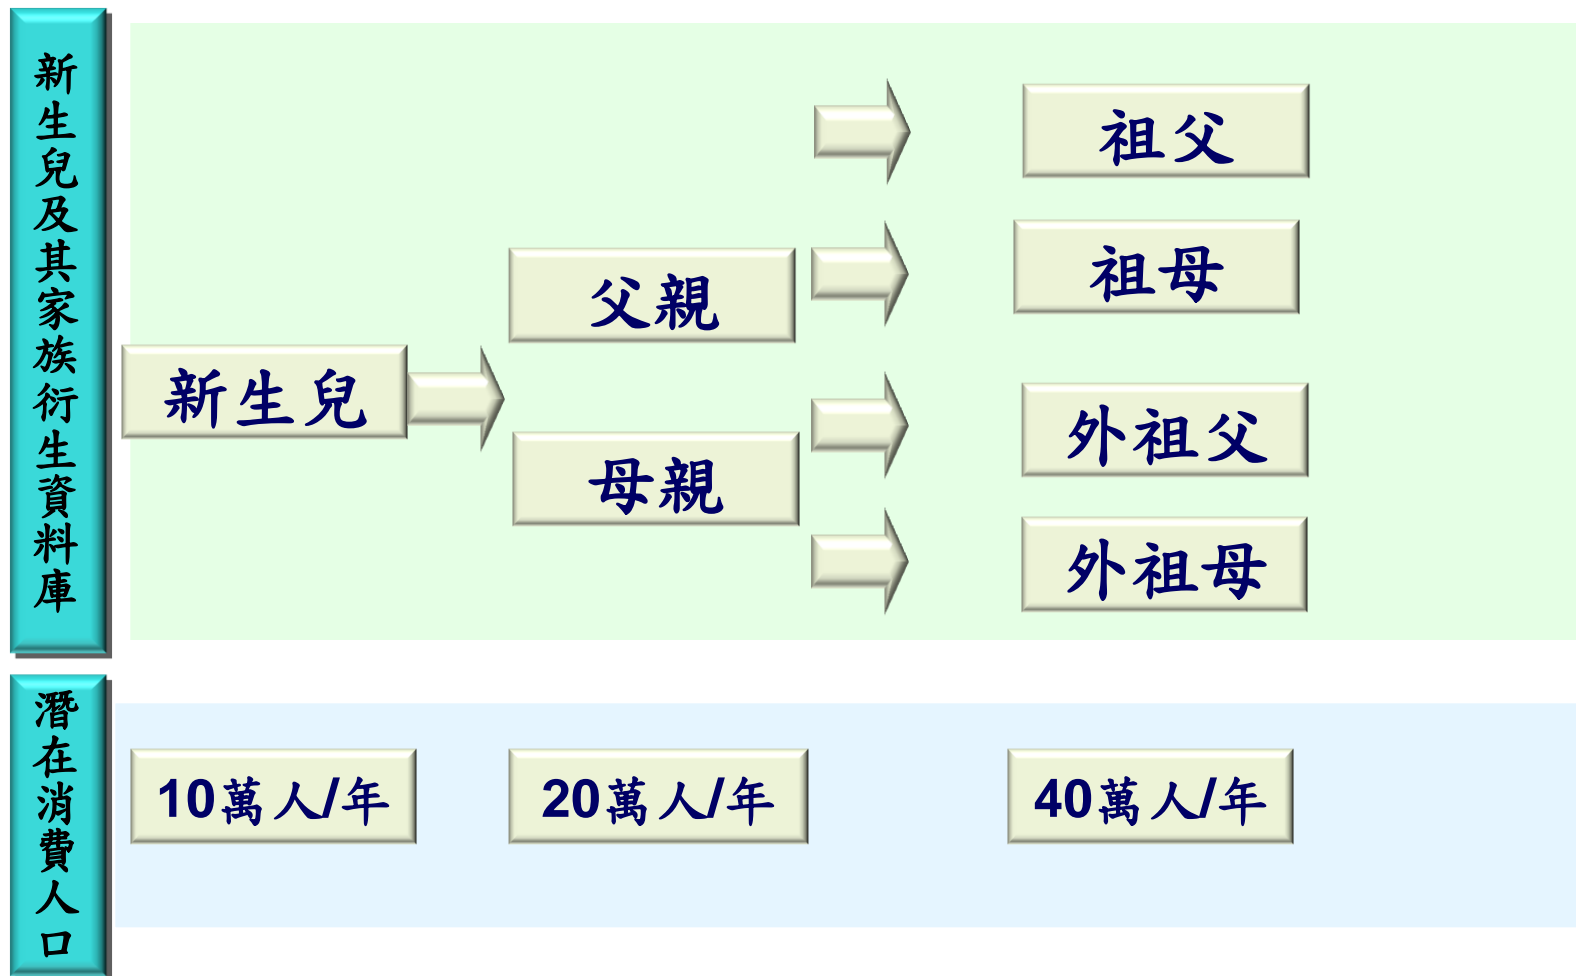 新生兒及其家族衍生資料庫
祖父
祖母
父親
新生兒
外祖父
母親
外祖母
潛在消費人口
10萬人/年
20萬人/年
40萬人/年